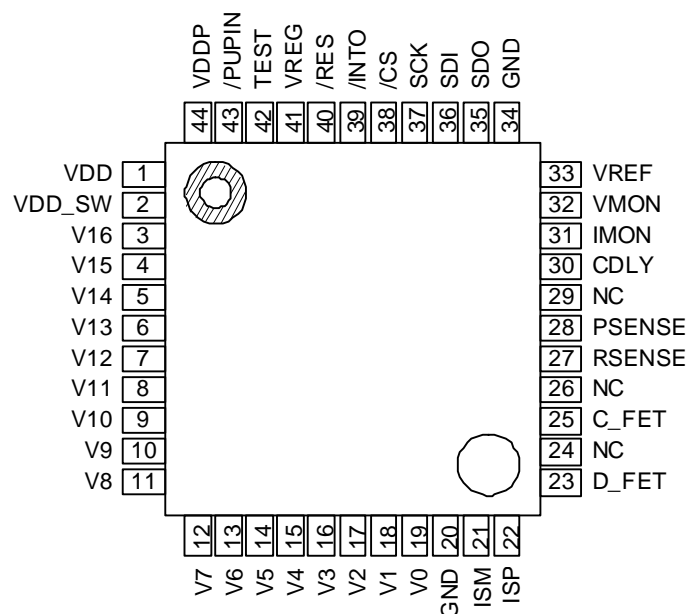 VDDP /PUPIN TEST VREG /RES /INTO /CS SCK SDI SDO GND
44 43 42 41 40 39 38 37 36 35 34
VDD 1 33 VREF
VDD_SW 2 32 VMON
V16 3 31 IMON
V15 4 30 CDLY
V14 5 29 NC
V13 6 28 PSENSE
V12 7 27 RSENSE
V11 8 26 NC
V10 9 25 C_FET
V9 10 24 NC
V8 11 23 D_FET
12 13 14 15 16 17 18 19 20 21 22
V7 V6 V5 V4 V3 V2 V1 V0 GND ISM ISP